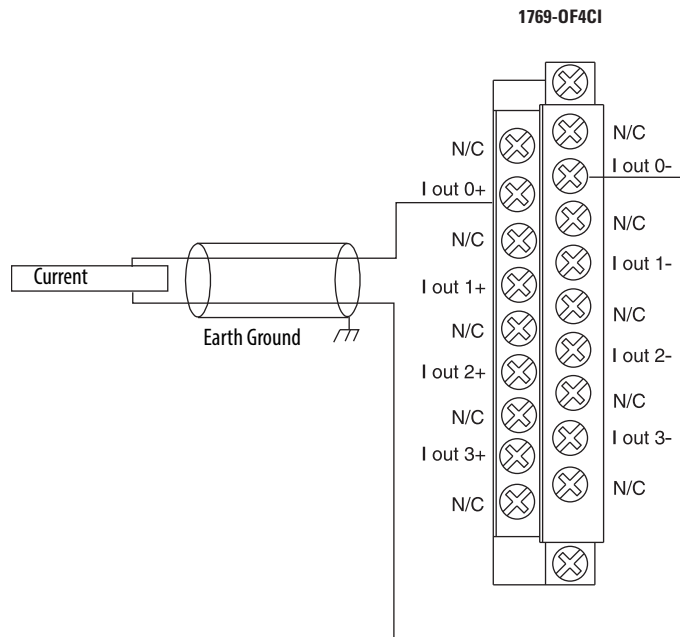 1769-OF4CI
N/C
I out 0+
N/C
I out 1+
N/C
I out 2+
N/C
I out 3+
N/C
N/C
I out 0-
N/C
I out 1-
N/C
I out 2-
N/C
I out 3-
N/C
Current
Earth Ground